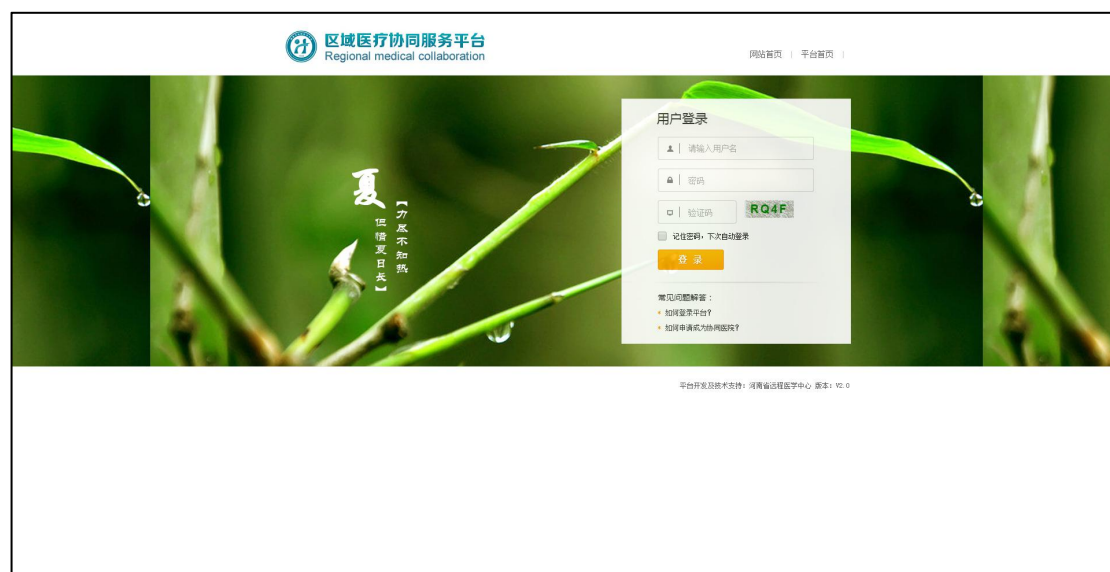 区域医疗协同服务平台
Regional medical collaboration
网站首页 | 平台首页 |
夏
【力尽不知热
但惜夏日长】
用户登录
请输入用户名
密码
验证码 RQ4F
记住密码，下次自动登录
登 录
常见问题解答：
如何登录平台?
如何申请成为协同医院?
平台开发及技术支持：河南省远程医学中心 版本：V2.0